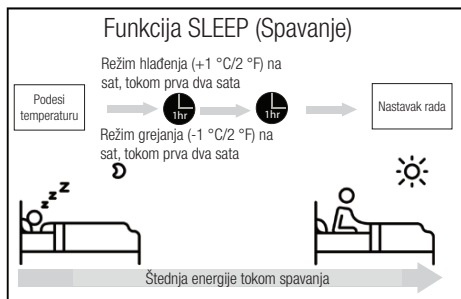 Funkcija SLEEP (Spavanje)
Režim hlađenja (+1 °C/2 °F) na
sat, tokom prva dva sata
Podesi
temperaturu
1hr
1hr
Nastavak rada
Režim grejanja (-1 °C/2 °F) na
sat, tokom prva dva sata
z z z
Štednja energije tokom spavanja